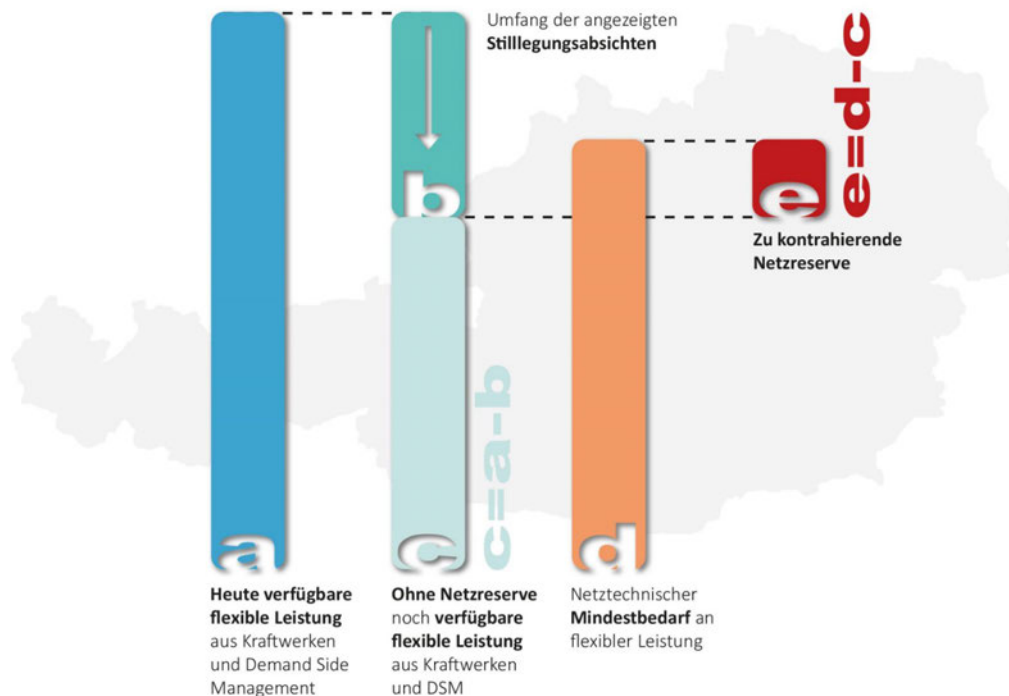 Umfang der angezeigten
Stilllegungsabsichten
b
e
e=d-c
Zu kontrahierende
Netzreserve
a
c
c=a-b
d
Heute verfügbare
flexible Leistung
aus Kraftwerken
und Demand Side
Management
Ohne Netzreserve
noch verfügbare
flexible Leistung
aus Kraftwerken
und DSM
Netztechnischer
Mindestbedarf an
flexibler Leistung